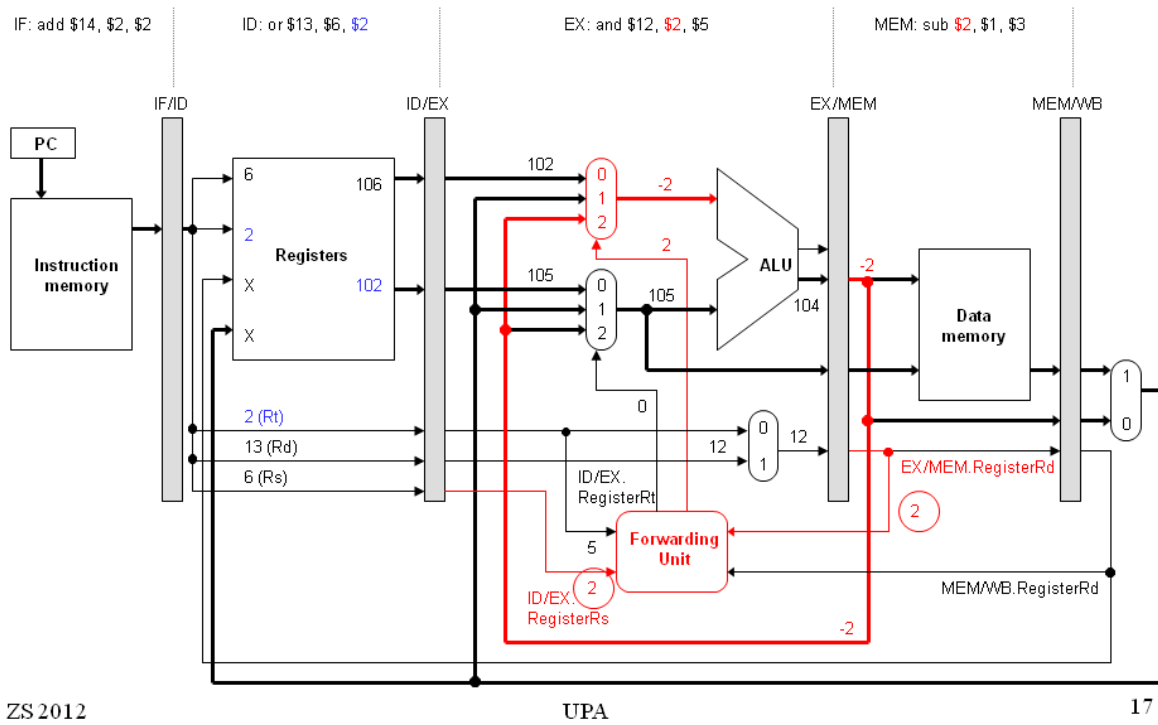 IF: add $14, $2, $2
ID: or $13, $6, $2
EX: and $12, $2, $5
MEM: sub $2, $1, $3
IF/ID
ID/EX
EX/MEM
MEM/WB
PC
Instruction
memory
6
2
X
X
Registers
106
102
102
0
1
2
-2
2
105
0
1
2
105
0
ALU
104
-2
Data
memory
1
0
2 (Rt)
13 (Rd)
6 (Rs)
12
0
1
12
ID/EX.
RegisterRt
5
2
ID/EX.
RegisterRs
Forwarding
Unit
EX/MEM.RegisterRd
2
MEM/WB.RegisterRd
-2
ZS 2012
UPA
17